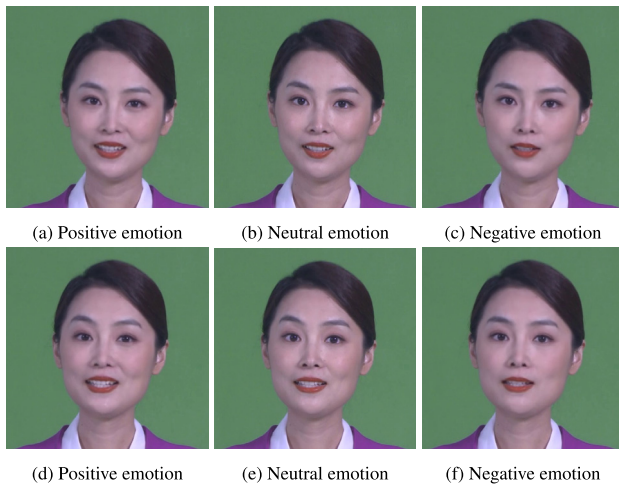 (a) Positive emotion
(b) Neutral emotion
(c) Negative emotion
(d) Positive emotion
(e) Neutral emotion
(f) Negative emotion